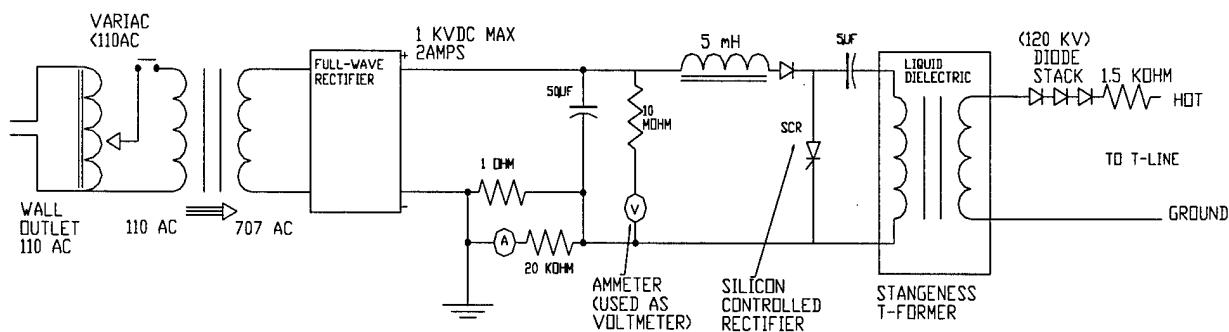 VARIAC
<110AC
1 KVDC MAX
2AMPS
+
FULL-WAVE
RECTIFIER
5 mH
5UF
LIQUID
DIELECTRIC
(120 KV)
DIODE
STACK
1.5 KOHM
HOT
50UF
10
MOHM
SCR
1 OHM
TO T-LINE
V
-
WALL
OUTLET
110 AC
110 AC
707 AC
A
20 KOHM
GROUND
AMMETER
(USED AS
VOLTMETER)
SILICON
CONTROLLED
RECTIFIER
STANGENESS
T-FORMER